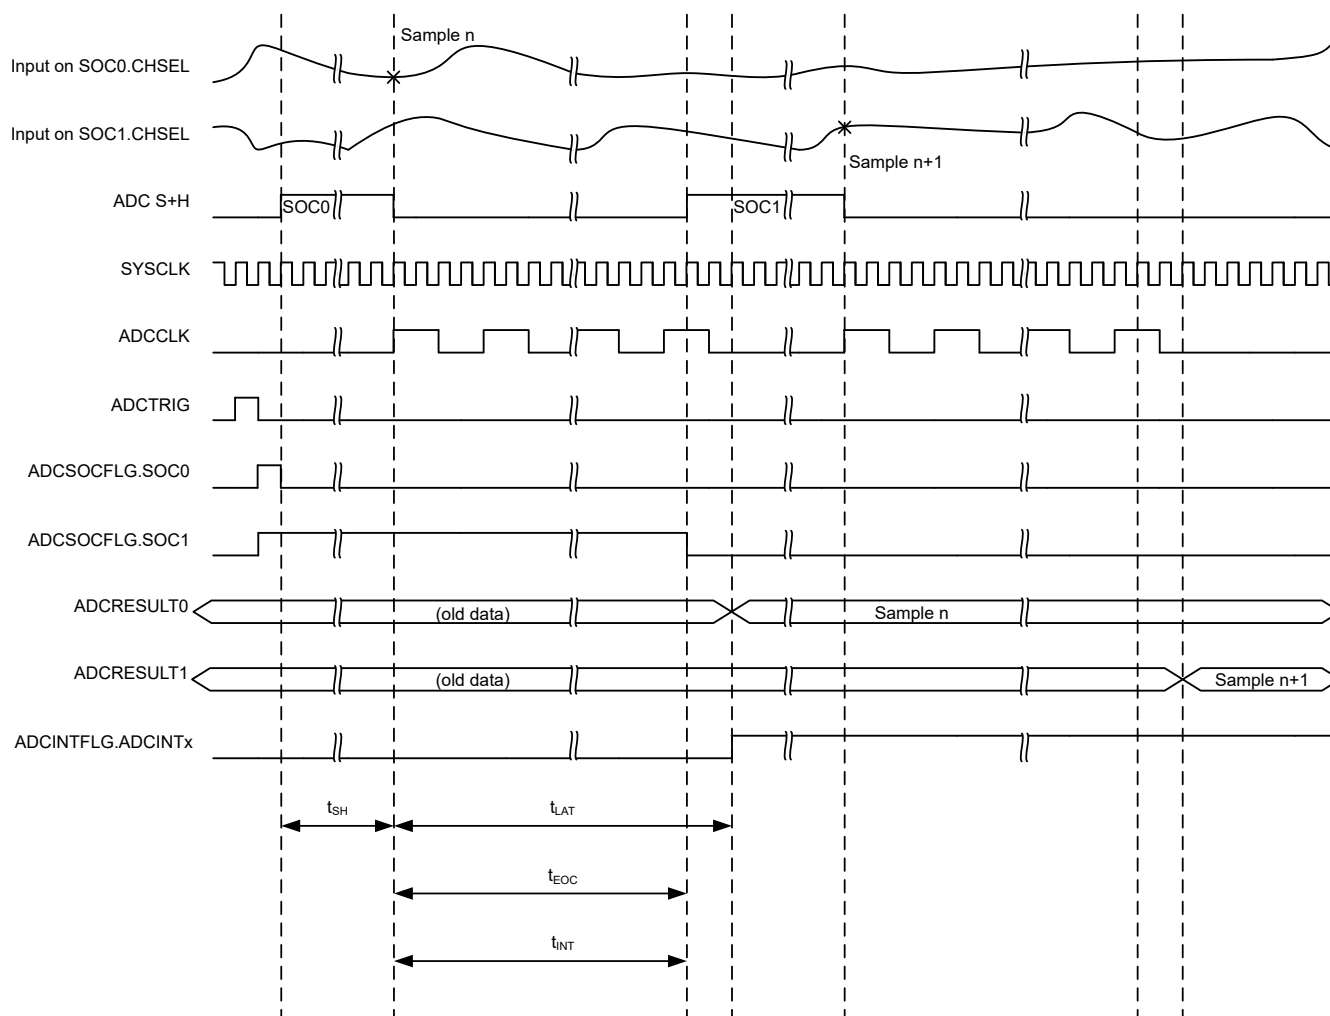 Sample n
Input on SOC0.CHSEL
Input on SOC1.CHSEL
Sample n+1
ADC S+H
SOC0
SOC1
SYSCLK
ADCCLK
ADCTRIG
ADCSOCFLG.SOC0
ADCSOCFLG.SOC1
ADCRESULT0
(old data)
Sample n
ADCRESULT1
(old data)
Sample n+1
ADCINTFLG.ADCINTx
tSH
tLAT
tEOC
tINT